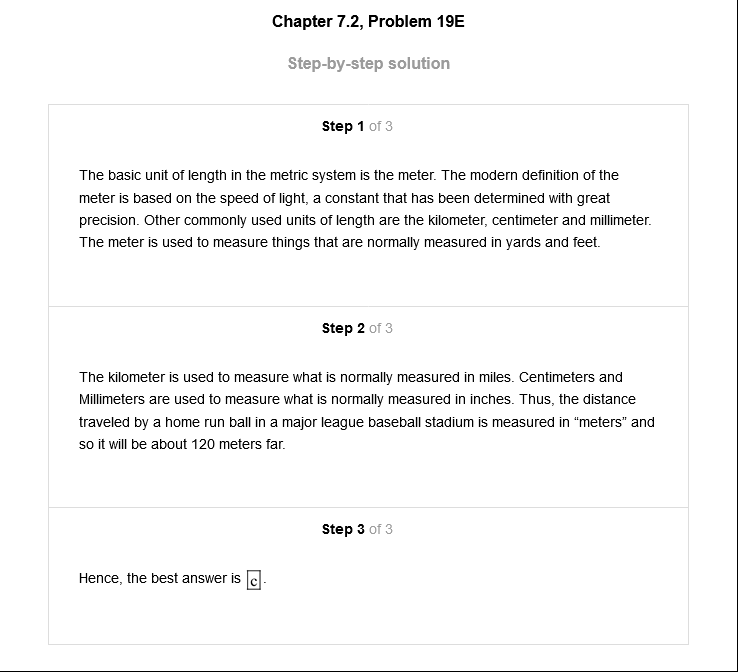 Chapter 7.2, Problem 19E
Step-by-step solution
Step 1 of 3
The basic unit of length in the metric system is the meter. The modern definition of the
meter is based on the speed of light, a constant that has been determined with great
precision. Other commonly used units of length are the kilometer, centimeter and millimeter.
The meter is used to measure things that are normally measured in yards and feet.
Step 2 of 3
The kilometer is used to measure what is normally measured in miles. Centimeters and
Millimeters are used to measure what is normally measured in inches. Thus, the distance
traveled by a home run ball in a major league baseball stadium is measured in “meters” and
so it will be about 120 meters far.
Step 3 of 3
Hence, the best answer is c.